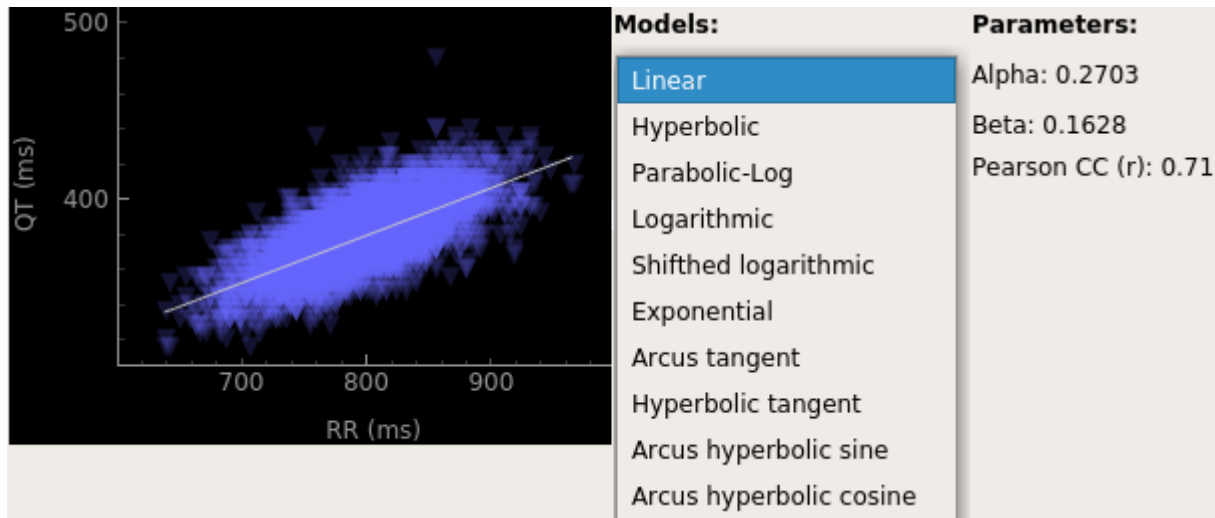 500
400
QT (ms)
700 800 900
RR (ms)
Models:
Linear
Hyperbolic
Parabolic-Log
Logarithmic
Shifthed logarithmic
Exponential
Arcus tangent
Hyperbolic tangent
Arcus hyperbolic sine
Arcus hyperbolic cosine
Parameters:
Alpha: 0.2703
Beta: 0.1628
Pearson CC (r): 0.71